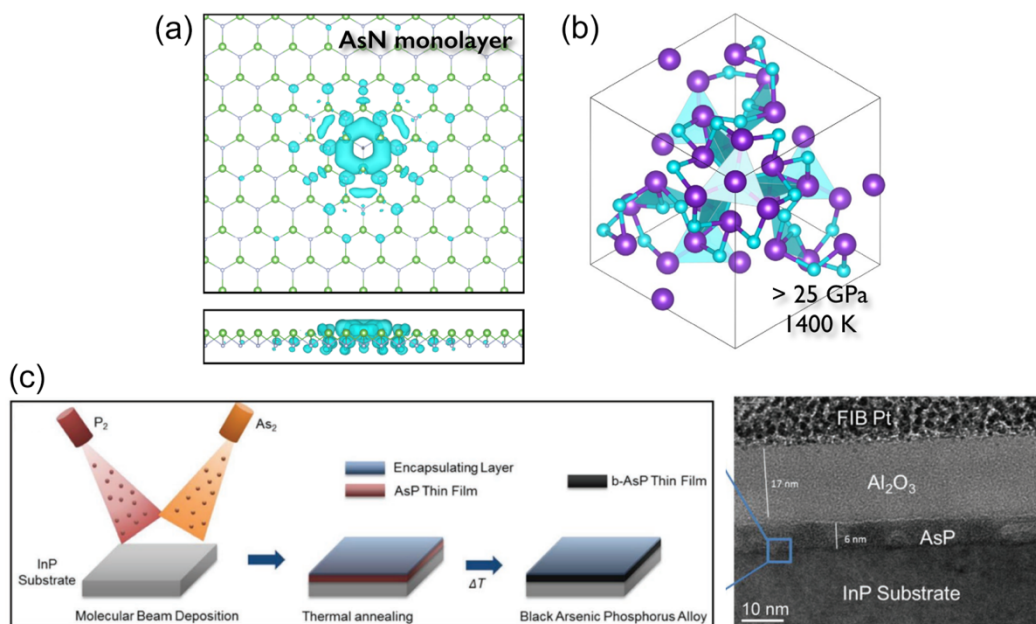 (a)
AsN monolayer
(b)
> 25 GPa
1400 K
(c)
P₂
As₂
Encapsulating Layer
AsP Thin Film
b-AsP Thin Film
InP
Substrate
ΔT
Molecular Beam Deposition
Thermal annealing
Black Arsenic Phosphorus Alloy
FIB Pt
17 nm
Al₂O₃
6 nm
AsP
InP Substrate
10 nm